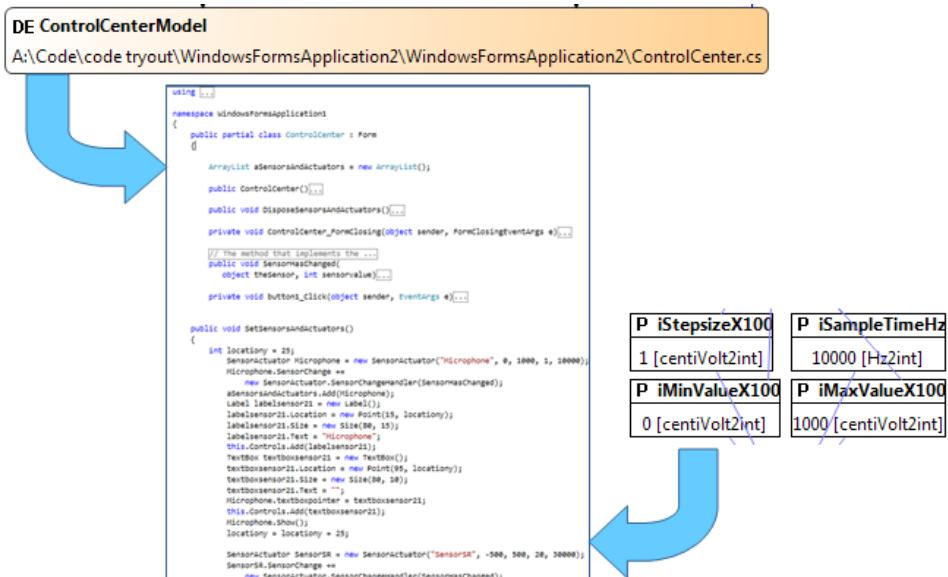 DE ControlCenterModel
A:\Code\code tryout\WindowsFormsApplication2\WindowsFormsApplication2\ControlCenter.cs
using ...
namespace WindowsFormsApplication1
{
public partial class ControlCenter : Form
{
ArrayList aSensorsAndActuators = new ArrayList();
public ControlCenter()...
public void DisposeSensorsAndActuators()...
private void ControlCenter_FormClosing(object sender, FormClosingEventArgs e)...
// The method that implements the ...
public void SensorHasChanged(
object theSensor, int sensorvalue)...
private void button1_Click(object sender, EventArgs e)...
public void SetSensorsAndActuators()
{
int locationy = 25;
SensorActuator Microphone = new SensorActuator("Microphone", 0, 1000, 1, 10000);
Microphone.SensorChange +=
new SensorActuator.SensorChangeHandler(SensorHasChanged);
aSensorsAndActuators.Add(Microphone);
Label labelsensor21 = new Label();
labelsensor21.Location = new Point(15, locationy);
labelsensor21.Size = new Size(80, 15);
labelsensor21.Text = "Microphone";
this.Controls.Add(labelsensor21);
TextBox textboxsensor21 = new TextBox();
textboxsensor21.Location = new Point(95, locationy);
textboxsensor21.Size = new Size(80, 10);
textboxsensor21.Text = "";
Microphone.textboxpointer = textboxsensor21;
this.Controls.Add(textboxsensor21);
Microphone.Show();
locationy = locationy + 25;
SensorActuator SensorSR = new SensorActuator("SensorSR", -500, 500, 20, 30000);
SensorSR.SensorChange +=
new SensorActuator.SensorChangeHandler(SensorHasChanged);
P iStepsizeX100
1 [centiVolt2int]
P iSampleTimeHz
10000 [Hz2int]
P iMinValueX100
0 [centiVolt2int]
P iMaxValueX100
1000 [centiVolt2int]